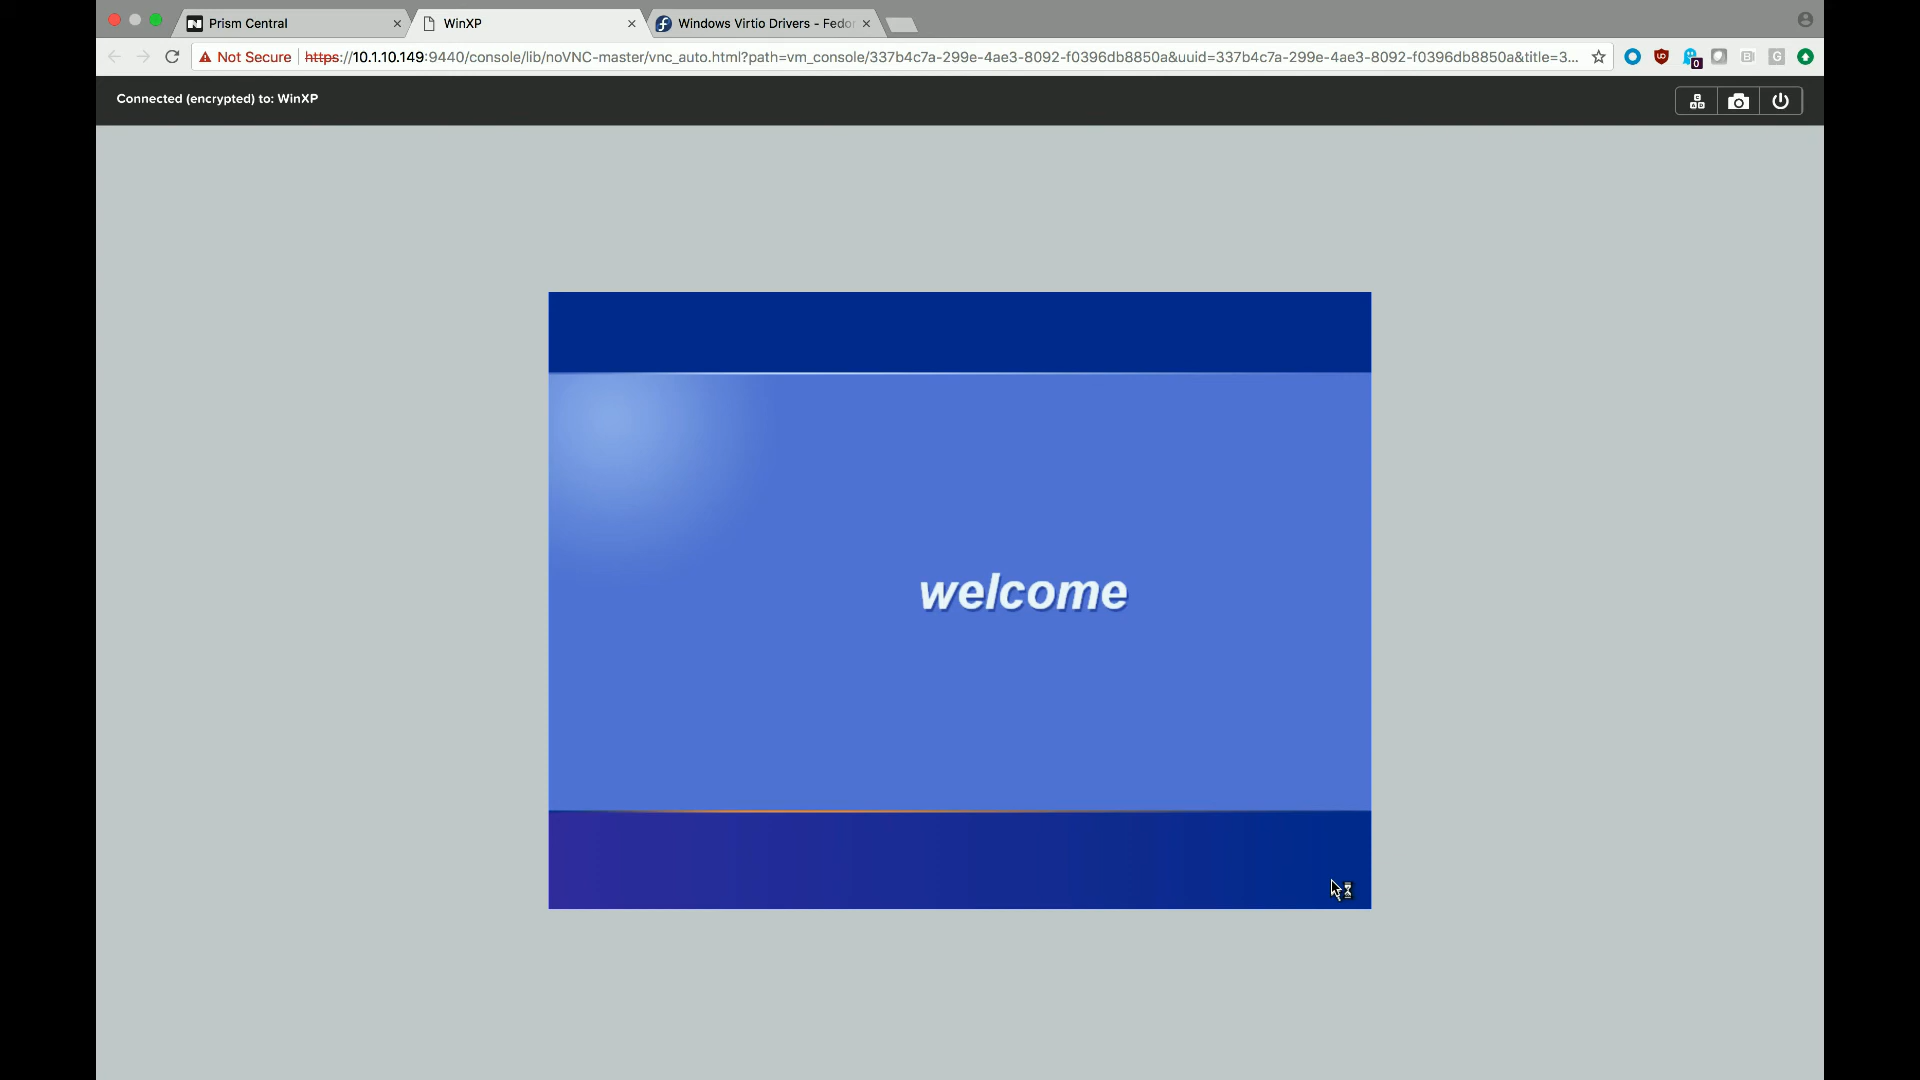 Prism Central
WinXP
Windows Virtio Drivers - Fedor
Not Secure
https://10.1.10.149:9440/console/lib/noVNC-master/vnc_auto.html?path=vm_console/337b4c7a-299e-4ae3-8092-f0396db8850a&uuid=337b4c7a-299e-4ae3-8092-f0396db8850a&title=3...
0
G
Connected (encrypted) to: WinXP
welcome